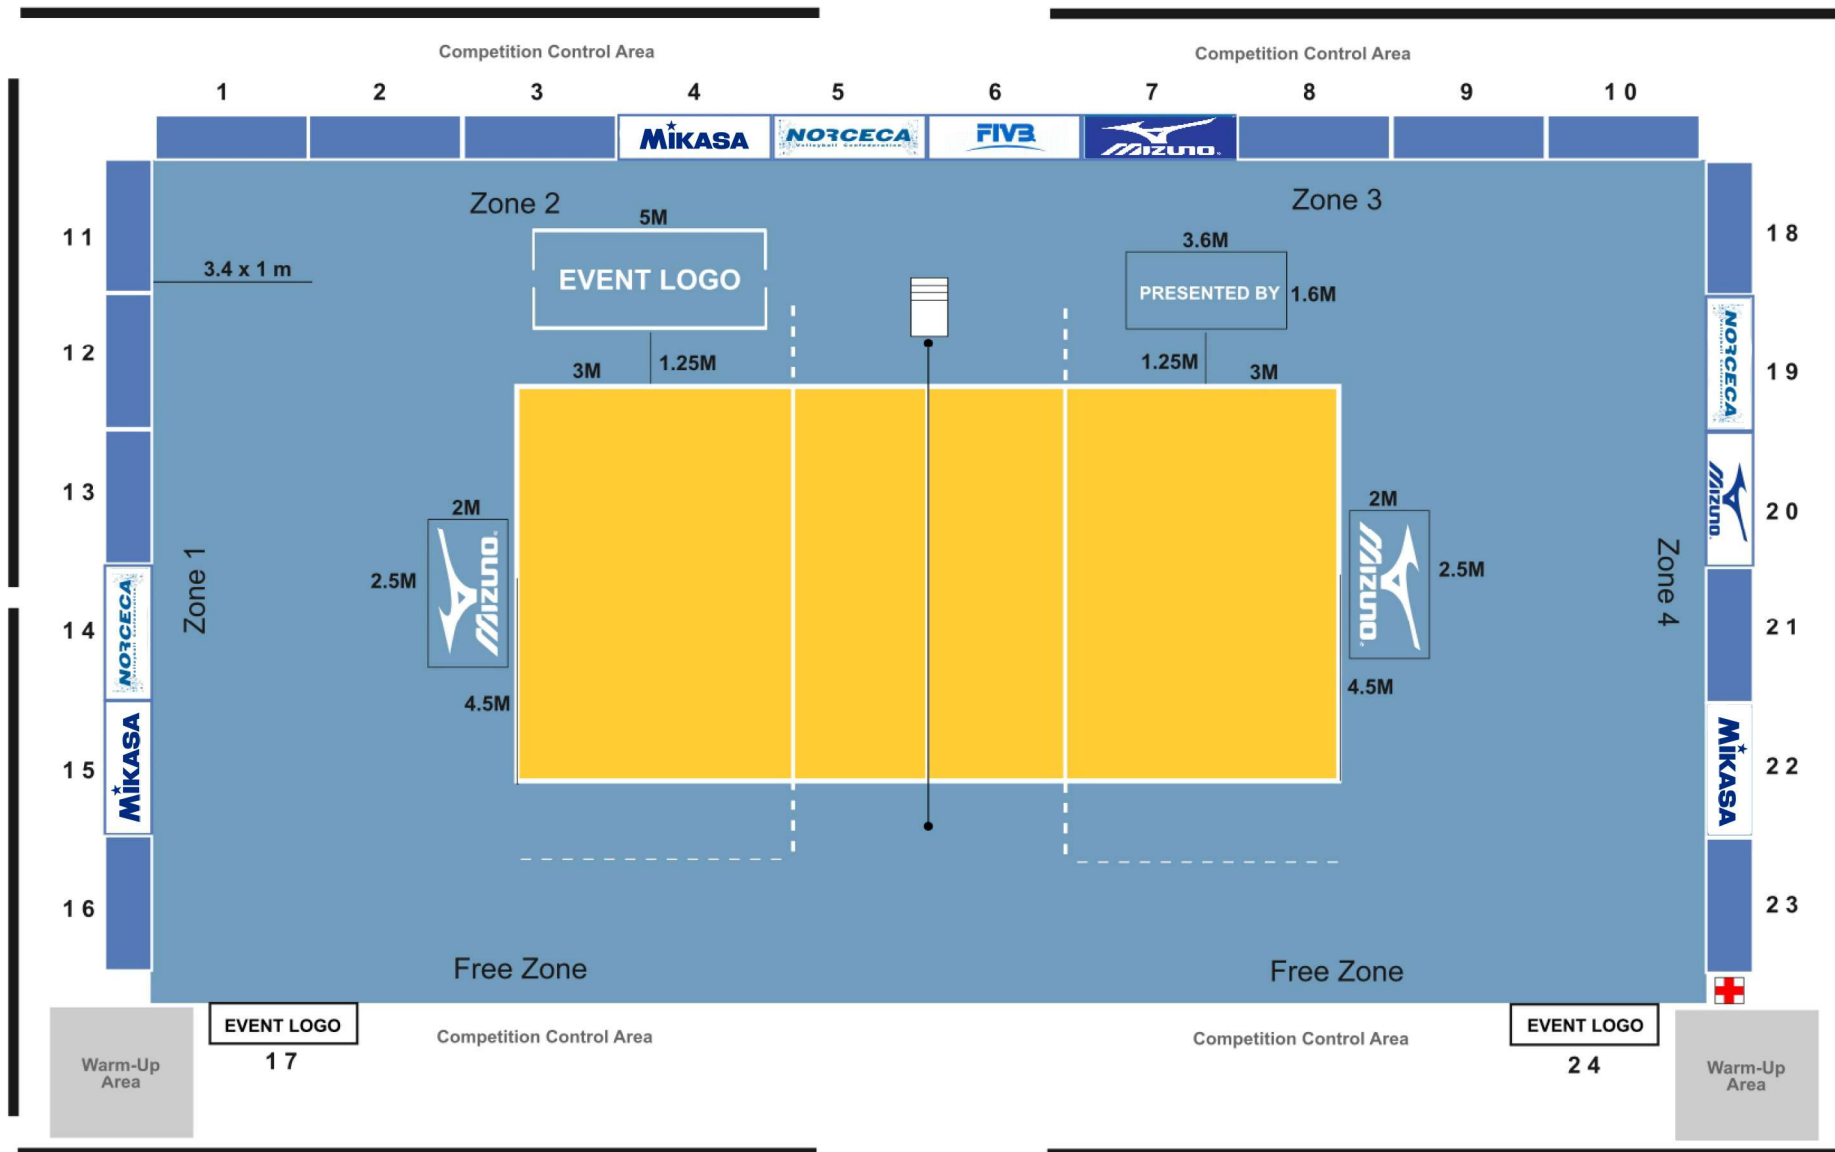 Competition Control Area
Competition Control Area
1 2 3 4 5 6 7 8 9 10
MIKASA
NORCECA
Volleyball Confederation
FIVB
MIZUNO
Zone 2
Zone 3
11
18
5M
3.6M
3.4 x 1 m
EVENT LOGO
PRESENTED BY
1.6M
NORCECA
12
19
3M
1.25M
1.25M
3M
13
20
MIZUNO
2M
2M
Zone 1
Zone 4
2.5M
MIZUNO
MIZUNO
2.5M
14
NORCECA
21
4.5M
4.5M
15
MIKASA
MIKASA
22
16
23
Free Zone
Free Zone
EVENT LOGO
EVENT LOGO
Competition Control Area
Competition Control Area
17
24
Warm-Up
Area
Warm-Up
Area